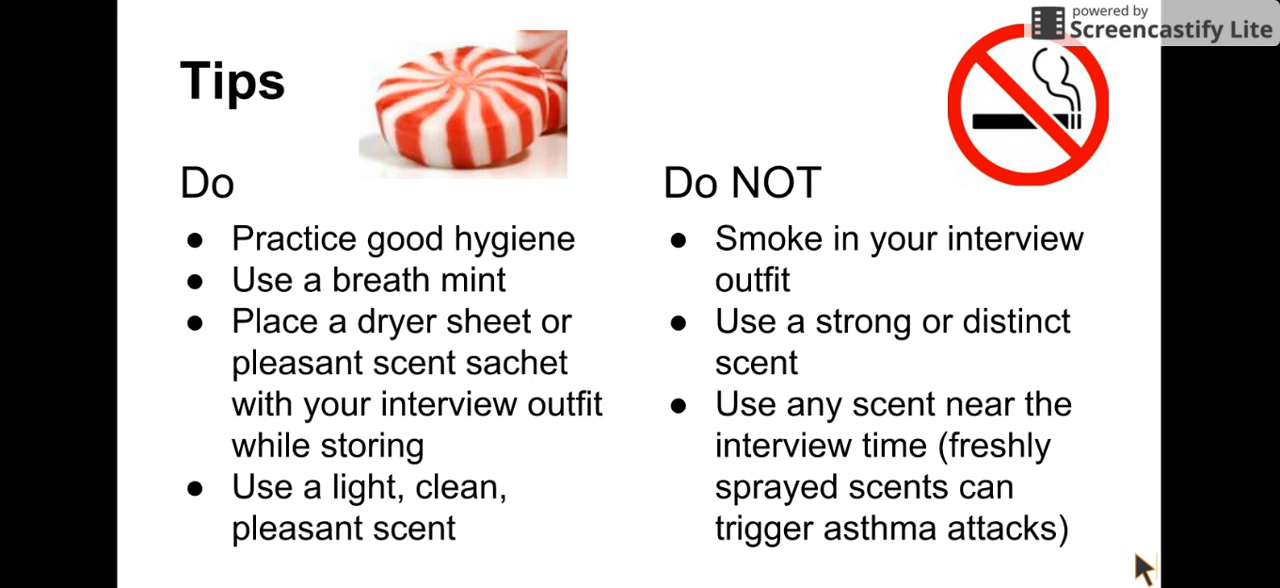 powered by
Screencastify Lite
Tips
Do
● Practice good hygiene
● Use a breath mint
● Place a dryer sheet or
pleasant scent sachet
with your interview outfit
while storing
● Use a light, clean,
pleasant scent
Do NOT
● Smoke in your interview
outfit
● Use a strong or distinct
scent
● Use any scent near the
interview time (freshly
sprayed scents can
trigger asthma attacks)